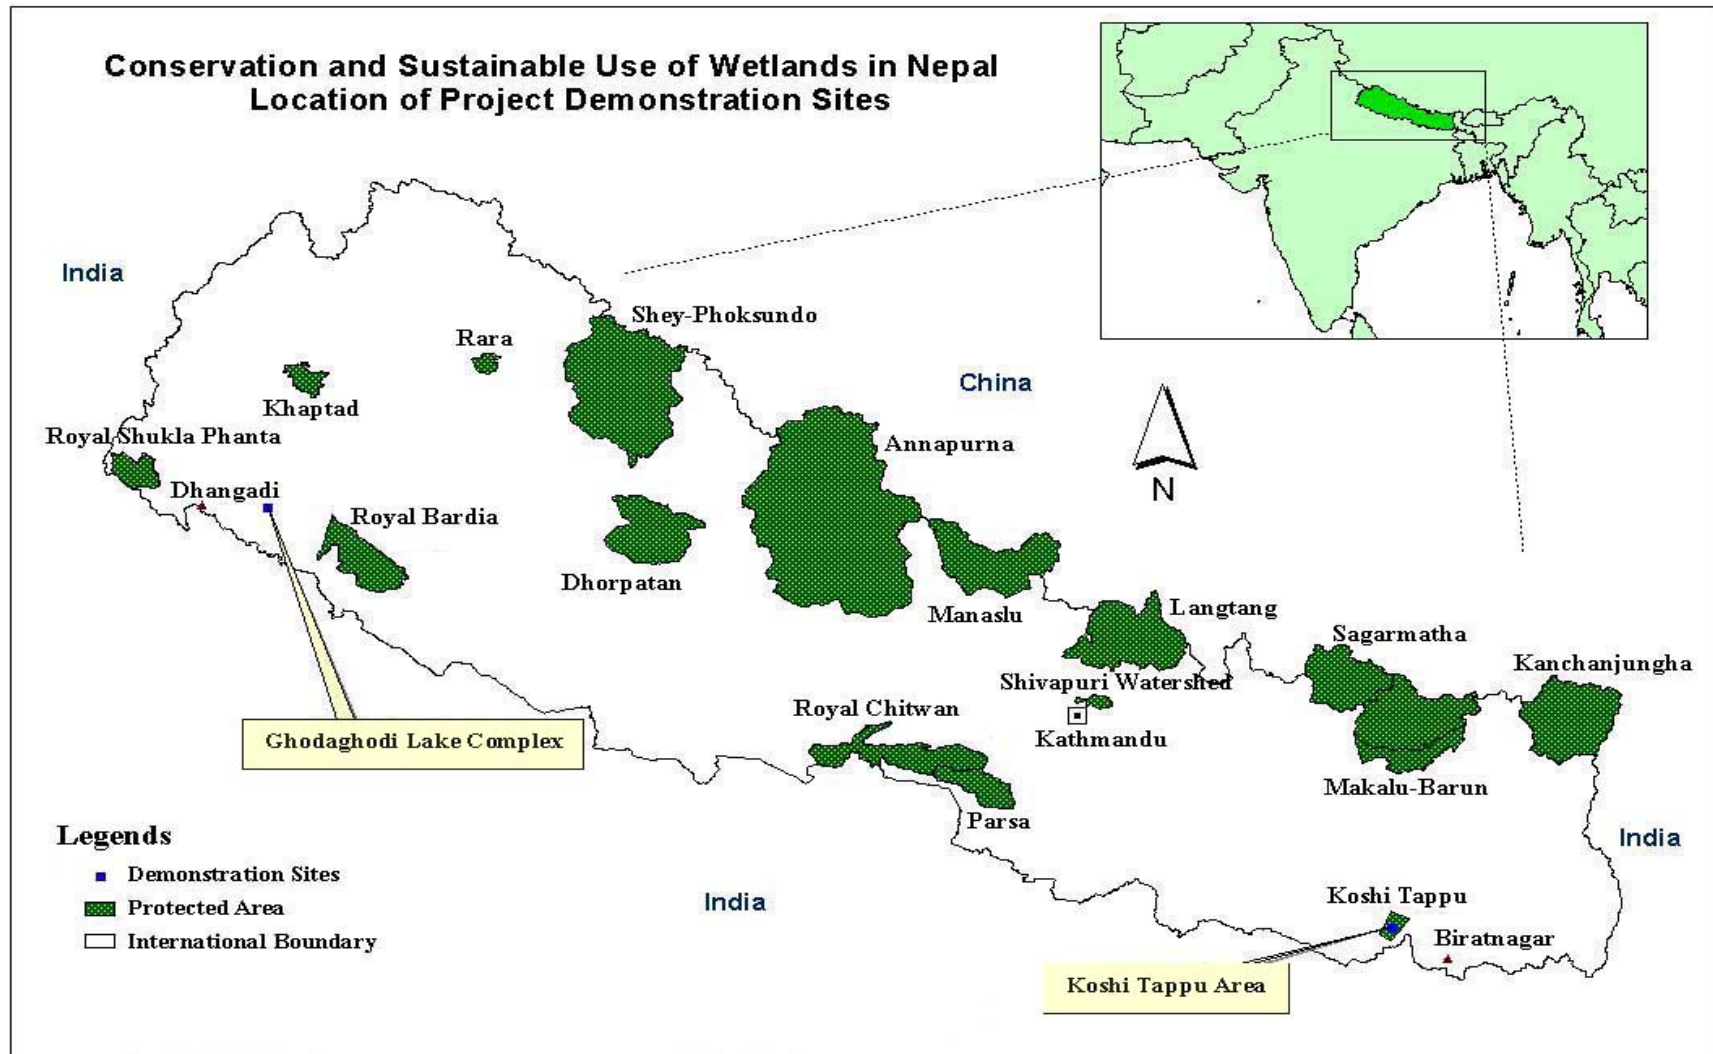 Conservation and Sustainable Use of Wetlands in Nepal
Location of Project Demonstration Sites
India
Shey-Phoksundo
Rara
China
Khaptad
Royal Shukla Phanta
Annapurna
Dhangadi
N
Royal Bardia
Dhorpatan
Manaslu
Langtang
Sagarmatha
Kanchanjungha
Shivapuri Watershed
Royal Chitwan
Kathmandu
Ghodaghodi Lake Complex
Makalu-Barun
Parsa
Legends
India
Demonstration Sites
Protected Area
International Boundary
India
Koshi Tappu
Biratnagar
Koshi Tappu Area